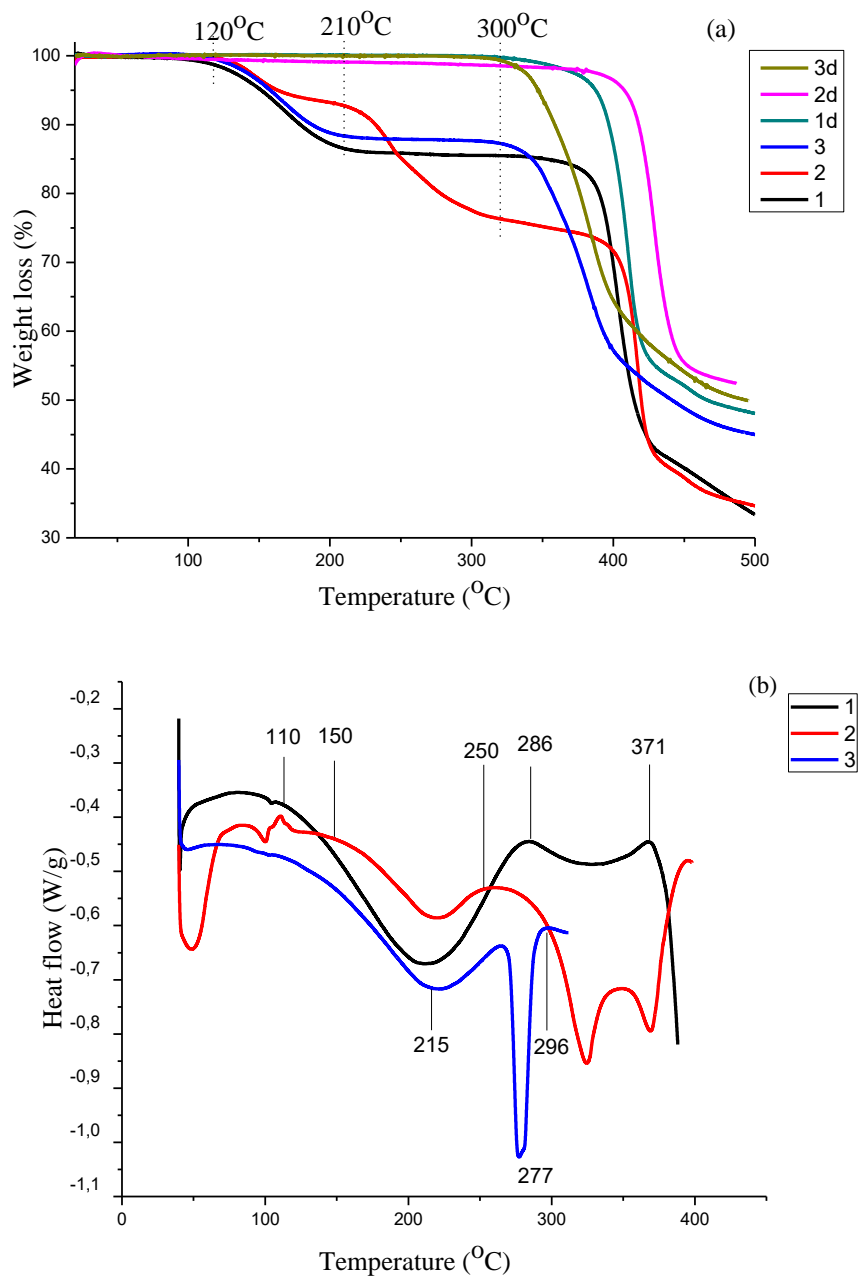 120°C 210°C 300°C (a)
100
90
80
70
60
50
40
30
Weight loss (%)
3d
2d
1d
3
2
1
100 200 300 400 500
Temperature (°C)
(b)
-0,2
-0,3
-0,4
-0,5
-0,6
-0,7
-0,8
-0,9
-1,0
-1,1
Heat flow (W/g)
1
2
3
110 150 250 286 371
215 296
277
0 100 200 300 400
Temperature (°C)